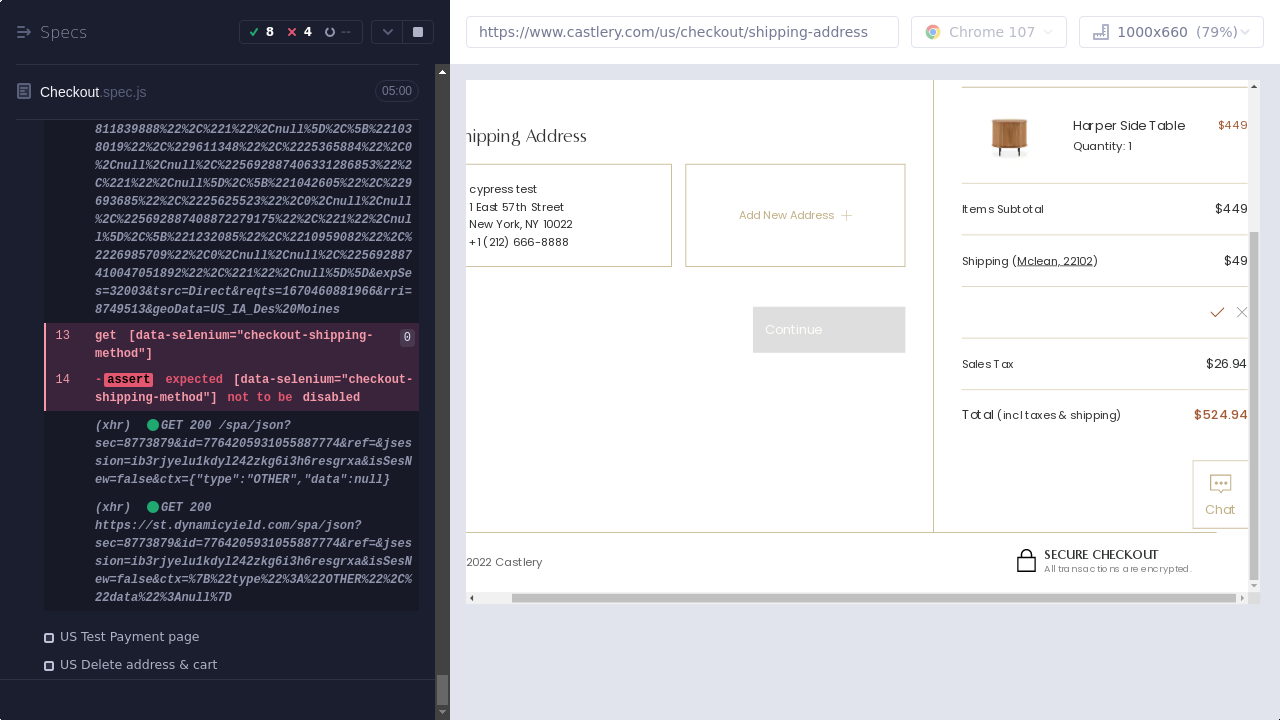 Specs
8
4
--
Checkout.spec.js
05:00
811839888%22%2C%221%22%2Cnull%5D%2C%5B%22103
8019%22%2C%229611348%22%2C%2225365884%22%2C0
%2Cnull%2Cnull%2C%225692887406331286853%22%2
C%221%22%2Cnull%5D%2C%5B%221042605%22%2C%229
693685%22%2C%2225625523%22%2C0%2Cnull%2Cnull
%2C%225692887408872279175%22%2C%221%22%2Cnul
l%5D%2C%5B%221232085%22%2C%2210959082%22%2C%
2226985709%22%2C0%2Cnull%2Cnull%2C%225692887
410047051892%22%2C%221%22%2Cnull%5D%5D&expSe
s=32003&tsrc=Direct&reqts=1670460881966&rri=
8749513&geoData=US_IA_Des%20Moines
13 get [data-selenium="checkout-shipping-
method"]
0
14 -assert expected [data-selenium="checkout-
shipping-method"] not to be disabled
(xhr) GET 200 /spa/json?
sec=8773879&id=7764205931055887774&ref=&jses
sion=ib3rjyelu1kdyl242zkg6i3h6resgrxa&isSesN
ew=false&ctx={"type":"OTHER","data":null}
(xhr) GET 200
https://st.dynamicyield.com/spa/json?
sec=8773879&id=7764205931055887774&ref=&jses
sion=ib3rjyelu1kdyl242zkg6i3h6resgrxa&isSesN
ew=false&ctx=%7B%22type%22%3A%22OTHER%22%2C%
22data%22%3Anull%7D
US Test Payment page
US Delete address & cart
https://www.castlery.com/us/checkout/shipping-address
Chrome 107
1000x660 (79%)
hipping Address
cypress test
1 East 57th Street
New York, NY 10022
+1 (212) 666-8888
Add New Address
Continue
Harper Side Table
$449
Quantity: 1
Items Subtotal
$449
Shipping (Mclean, 22102)
$49
Sales Tax
$26.94
Total (incl taxes & shipping)
$524.94
Chat
2022 Castlery
SECURE CHECKOUT
All transactions are encrypted.